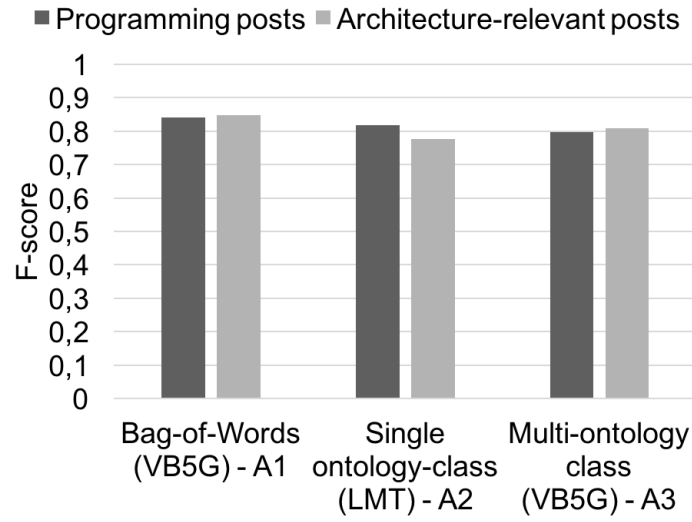 Programming posts Architecture-relevant posts
1
0,9
0,8
0,7
0,6
0,5
0,4
0,3
0,2
0,1
0
F-score
Bag-of-Words
(VB5G) - A1
Single
ontology-class
(LMT) - A2
Multi-ontology
class
(VB5G) - A3